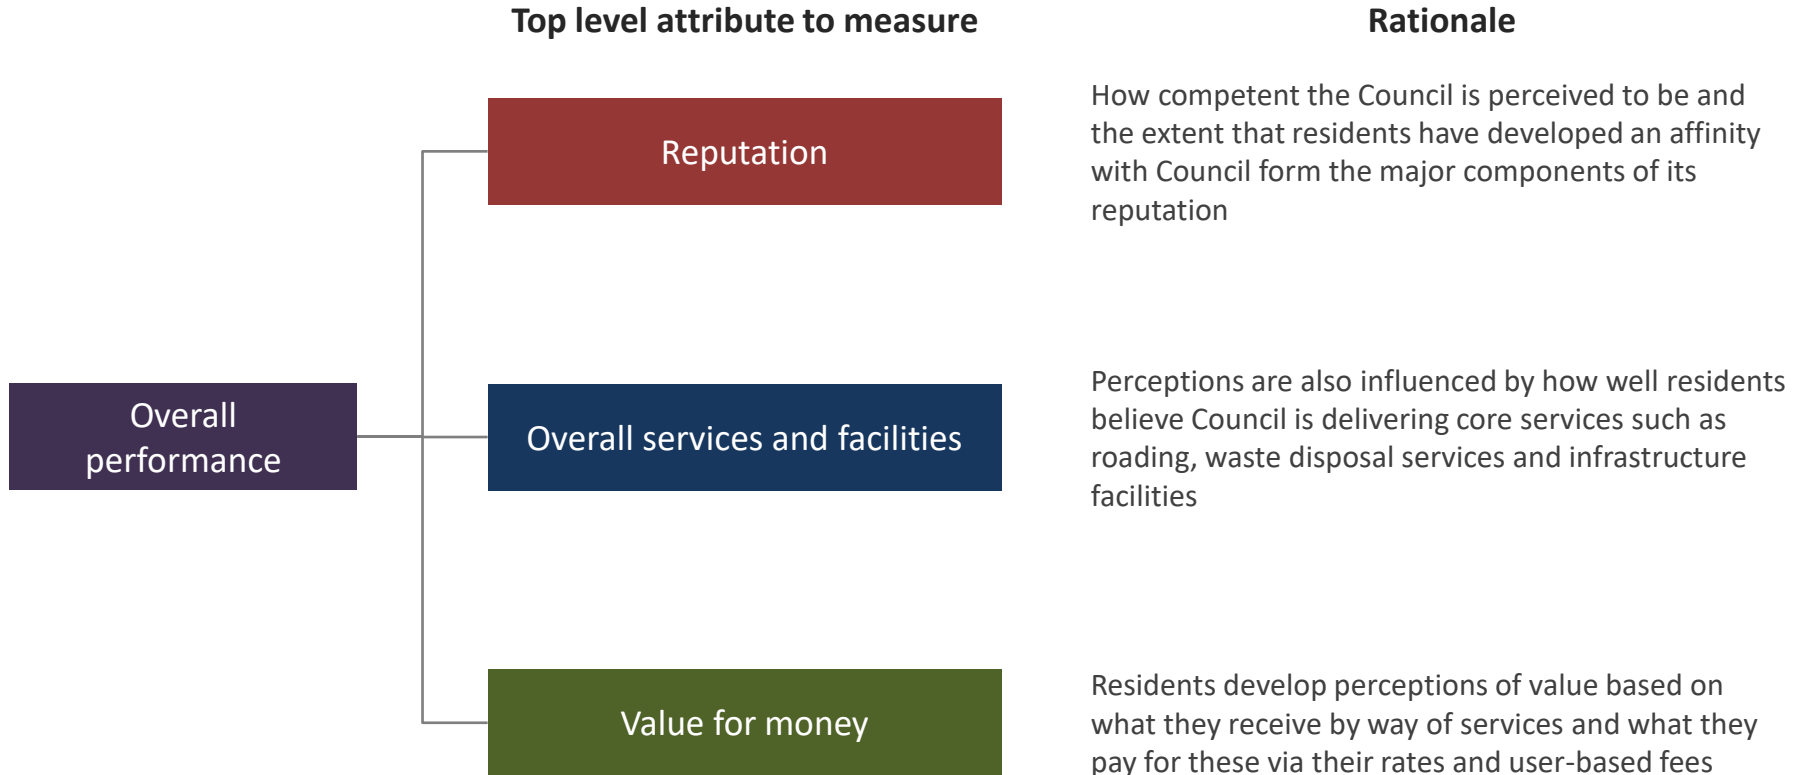 Top level attribute to measure
Rationale
Reputation
How competent the Council is perceived to be and
the extent that residents have developed an affinity
with Council form the major components of its
reputation
Overall
performance
Overall services and facilities
Perceptions are also influenced by how well residents
believe Council is delivering core services such as
roading, waste disposal services and infrastructure
facilities
Value for money
Residents develop perceptions of value based on
what they receive by way of services and what they
pay for these via their rates and user-based fees